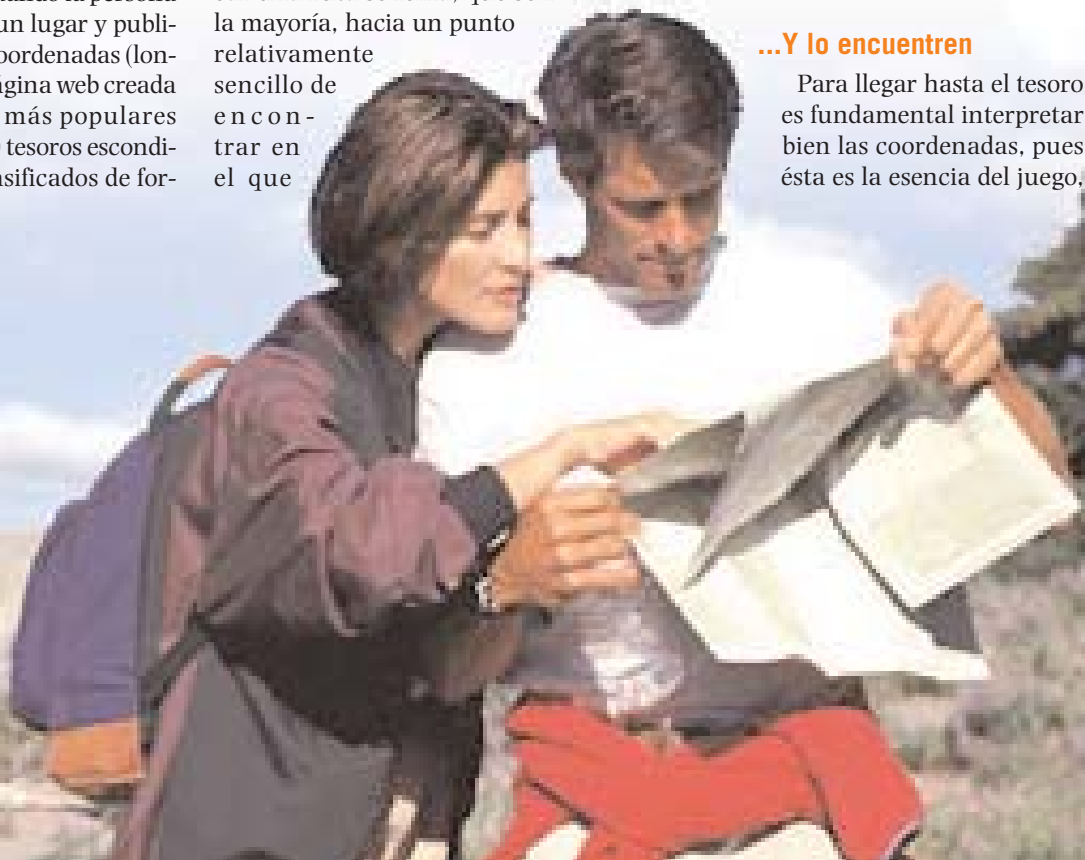 un lugar y publi-
oordenadas (lon-
ágina web creada
más populares
tesoros escondi-
asificados de for-
la mayoría, hacia un punto
relativamente
sencillo de
encon-
trar en
el que
...Y lo encuentren
Para llegar hasta el tesoro
es fundamental interpretar
bien las coordenadas, pues
ésta es la esencia del juego,